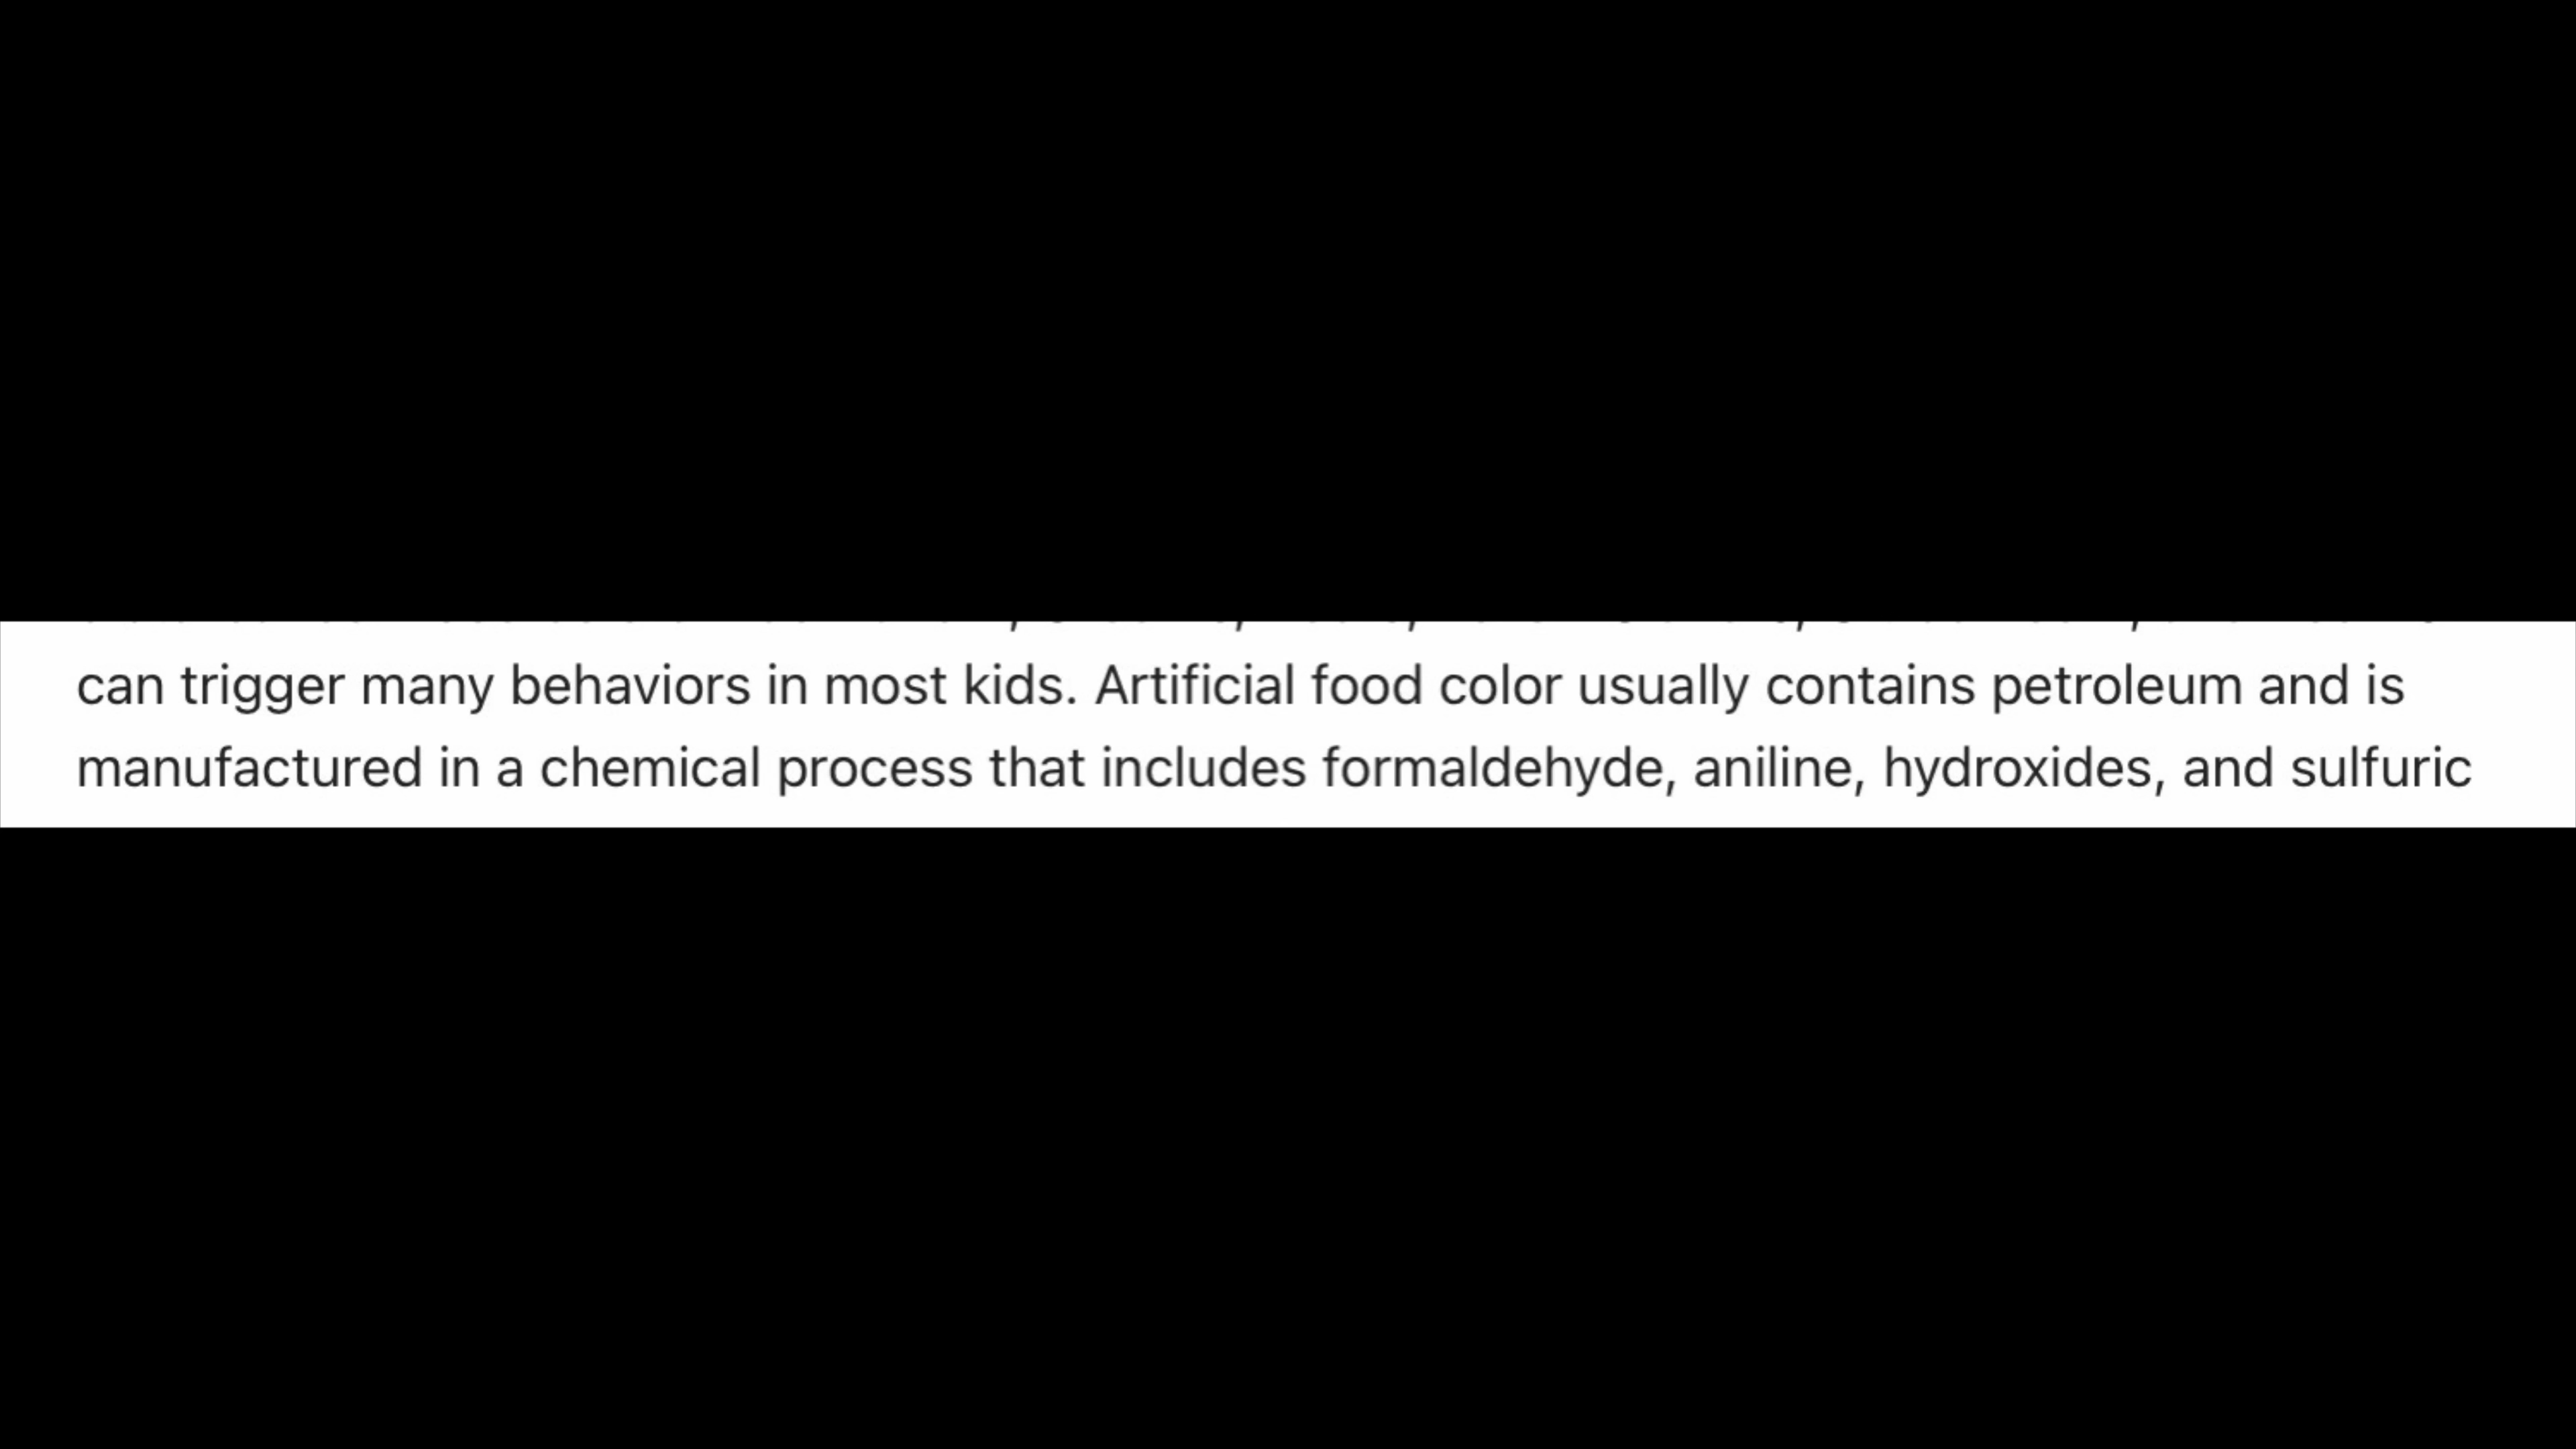 can trigger many behaviors in most kids. Artificial food color usually contains petroleum and is
manufactured in a chemical process that includes formaldehyde, aniline, hydroxides, and sulfuric